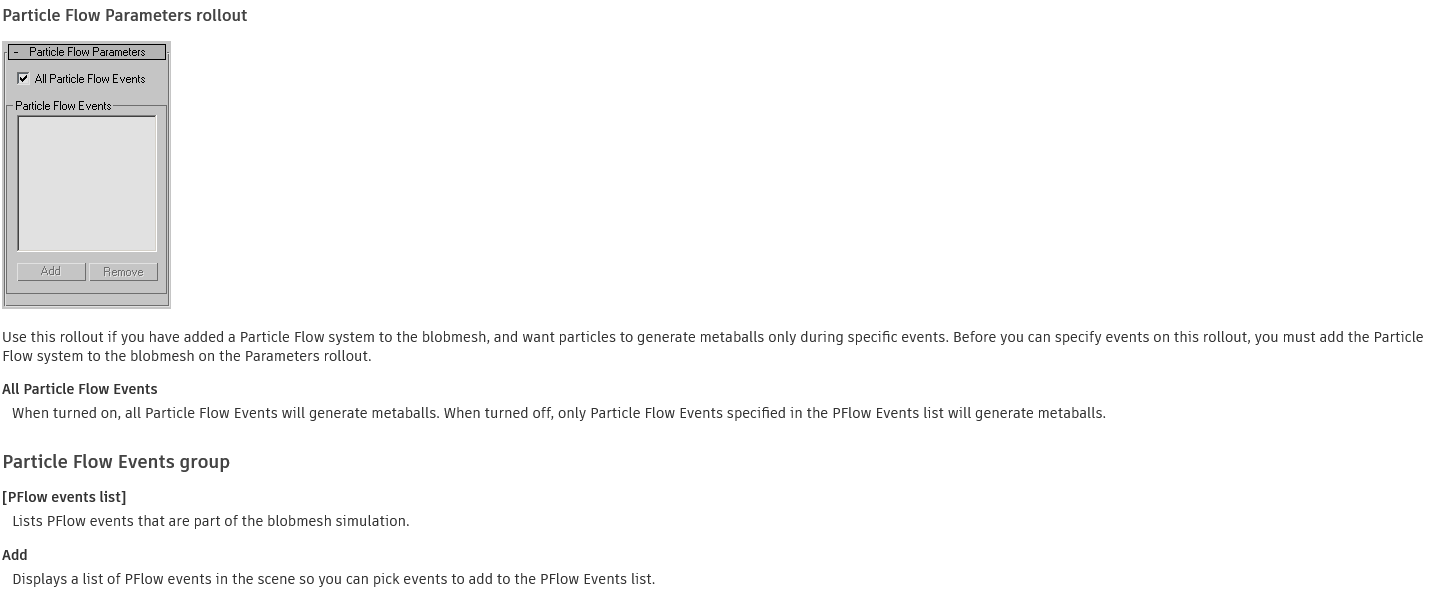 Particle Flow Parameters rollout
- Particle Flow Parameters
All Particle Flow Events
Particle Flow Events
Add Remove
Use this rollout if you have added a Particle Flow system to the blobmesh, and want particles to generate metaballs only during specific events. Before you can specify events on this rollout, you must add the Particle
Flow system to the blobmesh on the Parameters rollout.
All Particle Flow Events
When turned on, all Particle Flow Events will generate metaballs. When turned off, only Particle Flow Events specified in the PFlow Events list will generate metaballs.
Particle Flow Events group
[PFlow events list]
Lists PFlow events that are part of the blobmesh simulation.
Add
Displays a list of PFlow events in the scene so you can pick events to add to the PFlow Events list.